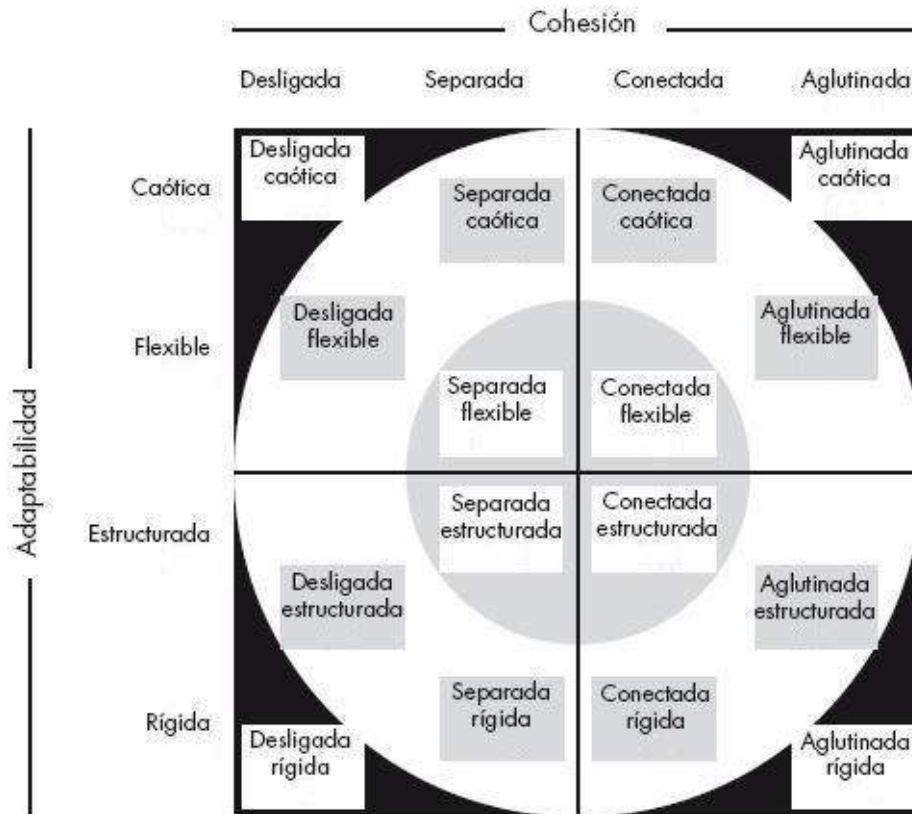 Cohesión
Desligada Separada Conectada Aglutinada
Adaptabilidad
Caótica
Desligada
caótica
Separada
caótica
Conectada
caótica
Aglutinada
caótica
Flexible
Desligada
flexible
Separada
flexible
Conectada
flexible
Aglutinada
flexible
Estructurada
Desligada
estructurada
Separada
estructurada
Conectada
estructurada
Aglutinada
estructurada
Rígida
Desligada
rígida
Separada
rígida
Conectada
rígida
Aglutinada
rígida